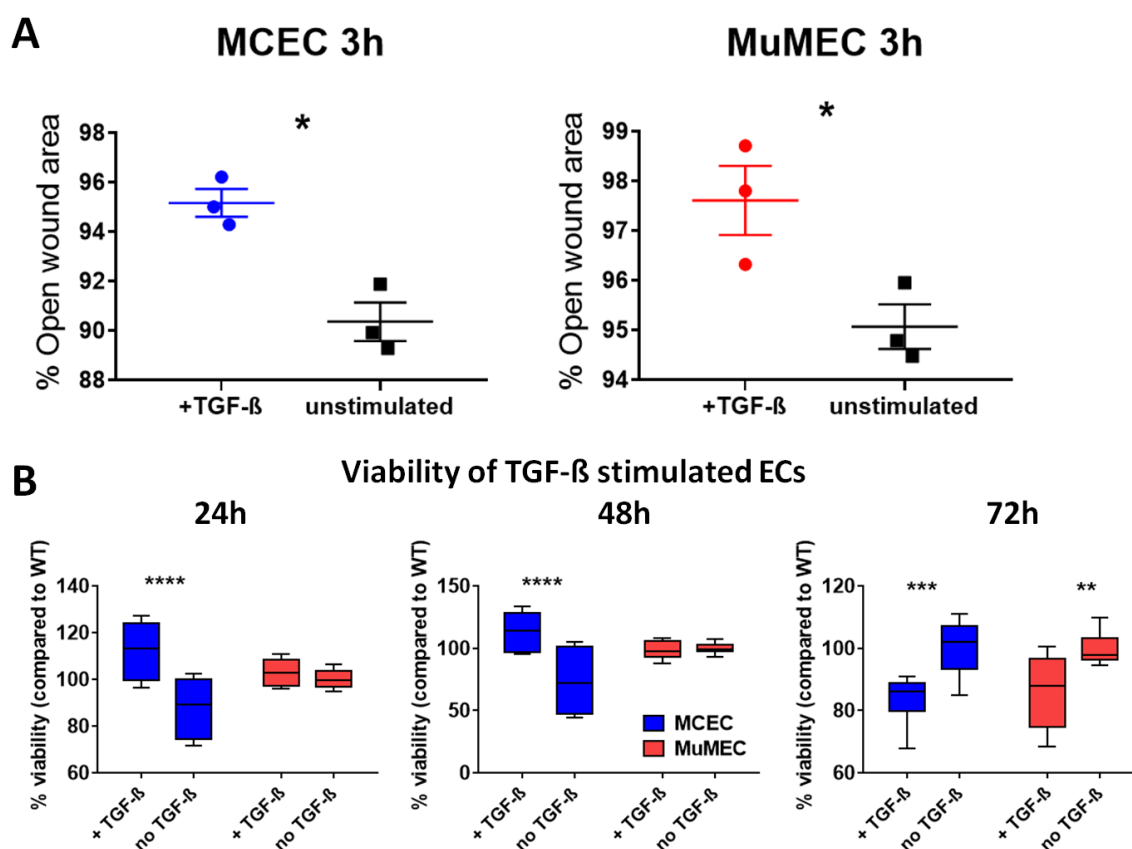 A
MCEC 3h
MuMEC 3h
% Open wound area
98
96
94
92
90
88
*
+TGF-ß
unstimulated
% Open wound area
99
98
97
96
95
94
*
+TGF-ß
unstimulated
B
Viability of TGF-ß stimulated ECs
24h
48h
72h
% viability (compared to WT)
140
120
100
80
60
****
+ TGF-ß
no TGF-ß
+ TGF-ß
no TGF-ß
% viability (compared to WT)
150
100
50
0
****
MCEC
MuMEC
+ TGF-ß
no TGF-ß
+ TGF-ß
no TGF-ß
% viability (compared to WT)
120
100
80
60
***
**
+ TGF-ß
no TGF-ß
+ TGF-ß
no TGF-ß